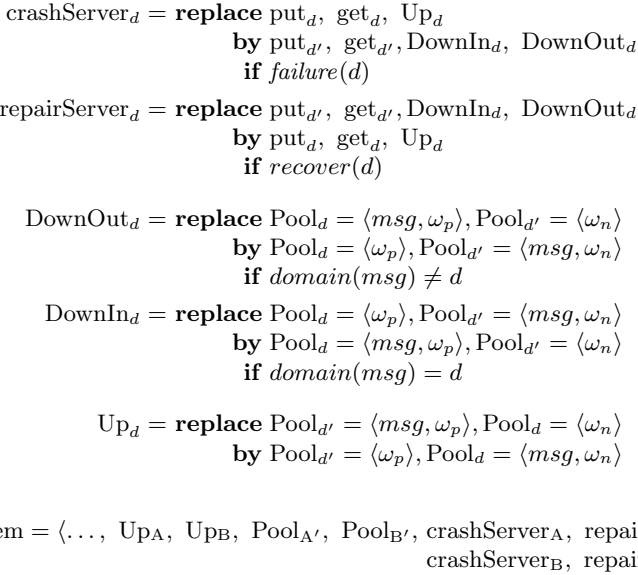 crashServer_d = replace put_d, get_d, Up_d
by put_d′, get_d′, DownIn_d, DownOut_d
if failure(d)
repairServer_d = replace put_d′, get_d′, DownIn_d, DownOut_d
by put_d, get_d, Up_d
if recover(d)
DownOut_d = replace Pool_d = ⟨msg, ω_p⟩, Pool_d′ = ⟨ω_n⟩
by Pool_d = ⟨ω_p⟩, Pool_d′ = ⟨msg, ω_n⟩
if domain(msg) ≠ d
DownIn_d = replace Pool_d = ⟨ω_p⟩, Pool_d′ = ⟨msg, ω_n⟩
by Pool_d = ⟨msg, ω_p⟩, Pool_d′ = ⟨ω_n⟩
if domain(msg) = d
Up_d = replace Pool_d′ = ⟨msg, ω_p⟩, Pool_d = ⟨ω_n⟩
by Pool_d′ = ⟨ω_p⟩, Pool_d = ⟨msg, ω_n⟩
em = ⟨..., Up_A, Up_B, Pool_A′, Pool_B′, crashServer_A, repai
crashServer_B, repai